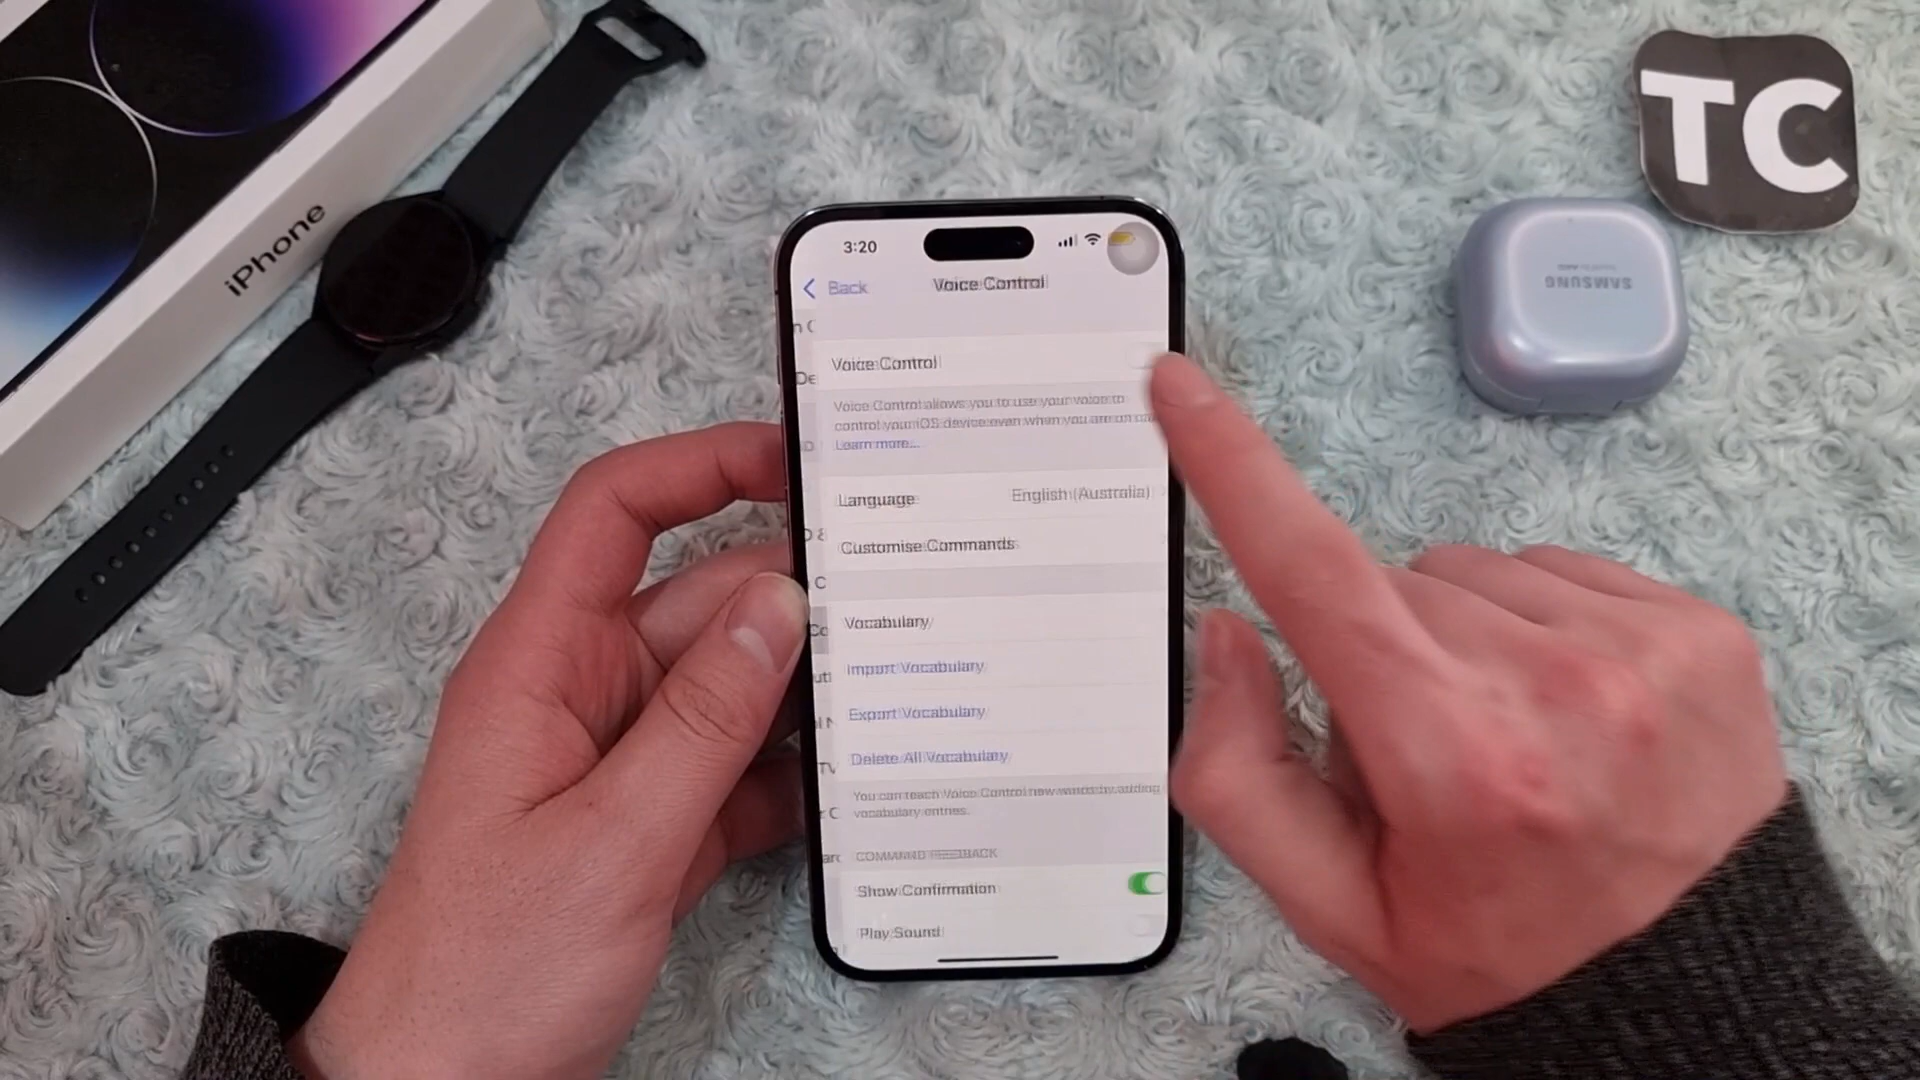 iPhone
TC
SAMSUNG
3:20
Back
Voice Control
Voice Control
Voice Control allows you to use your voice to
control your iOS device even when you are on
Learn more...
Language English (Australia)
Customise Commands
Vocabulary
Import Vocabulary
Export Vocabulary
Delete All Vocabulary
You can teach Voice Control new words by adding
vocabulary entries.
COMMAND FEEDBACK
Show Confirmation
Play Sound